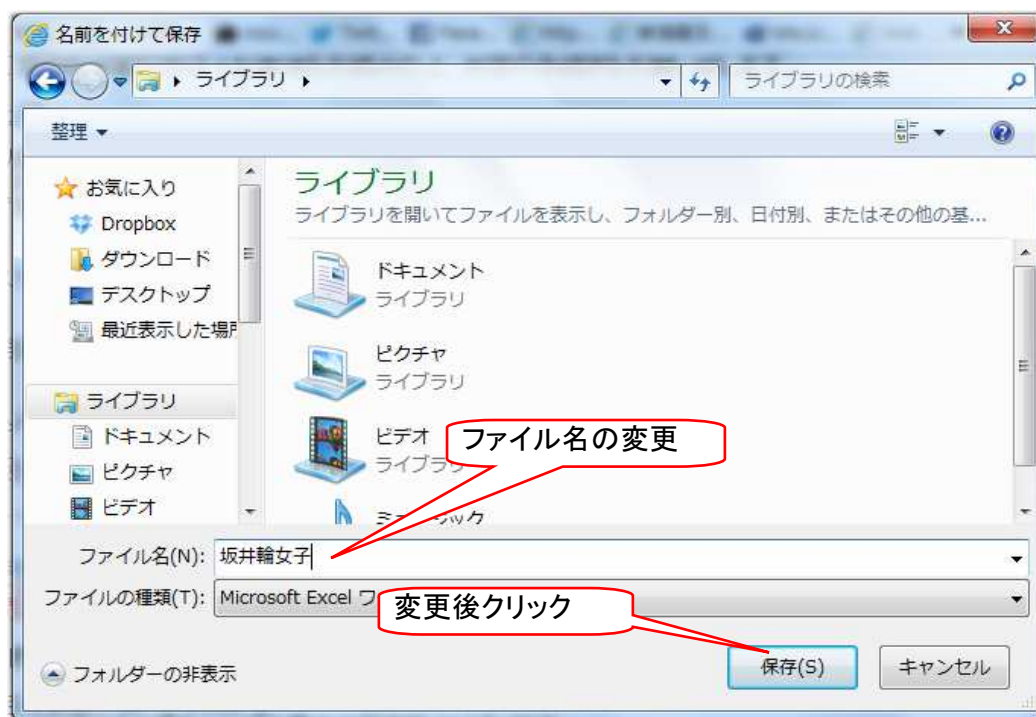 名前を付けて保存
ライブラリ
ライブラリの検索
整理
お気に入り
Dropbox
ダウンロード
デスクトップ
最近表示した場所
ライブラリ
ドキュメント
ピクチャ
ビデオ
ライブラリ
ライブラリを開いてファイルを表示し、フォルダー別、日付別、またはその他の基...
ドキュメント
ライブラリ
ピクチャ
ライブラリ
ビデオ
ライブラリ
ファイル名の変更
ファイル名(N): 坂井輪女子
ファイルの種類(T): Microsoft Excel ワ
変更後クリック
フォルダーの非表示
保存(S)
キャンセル